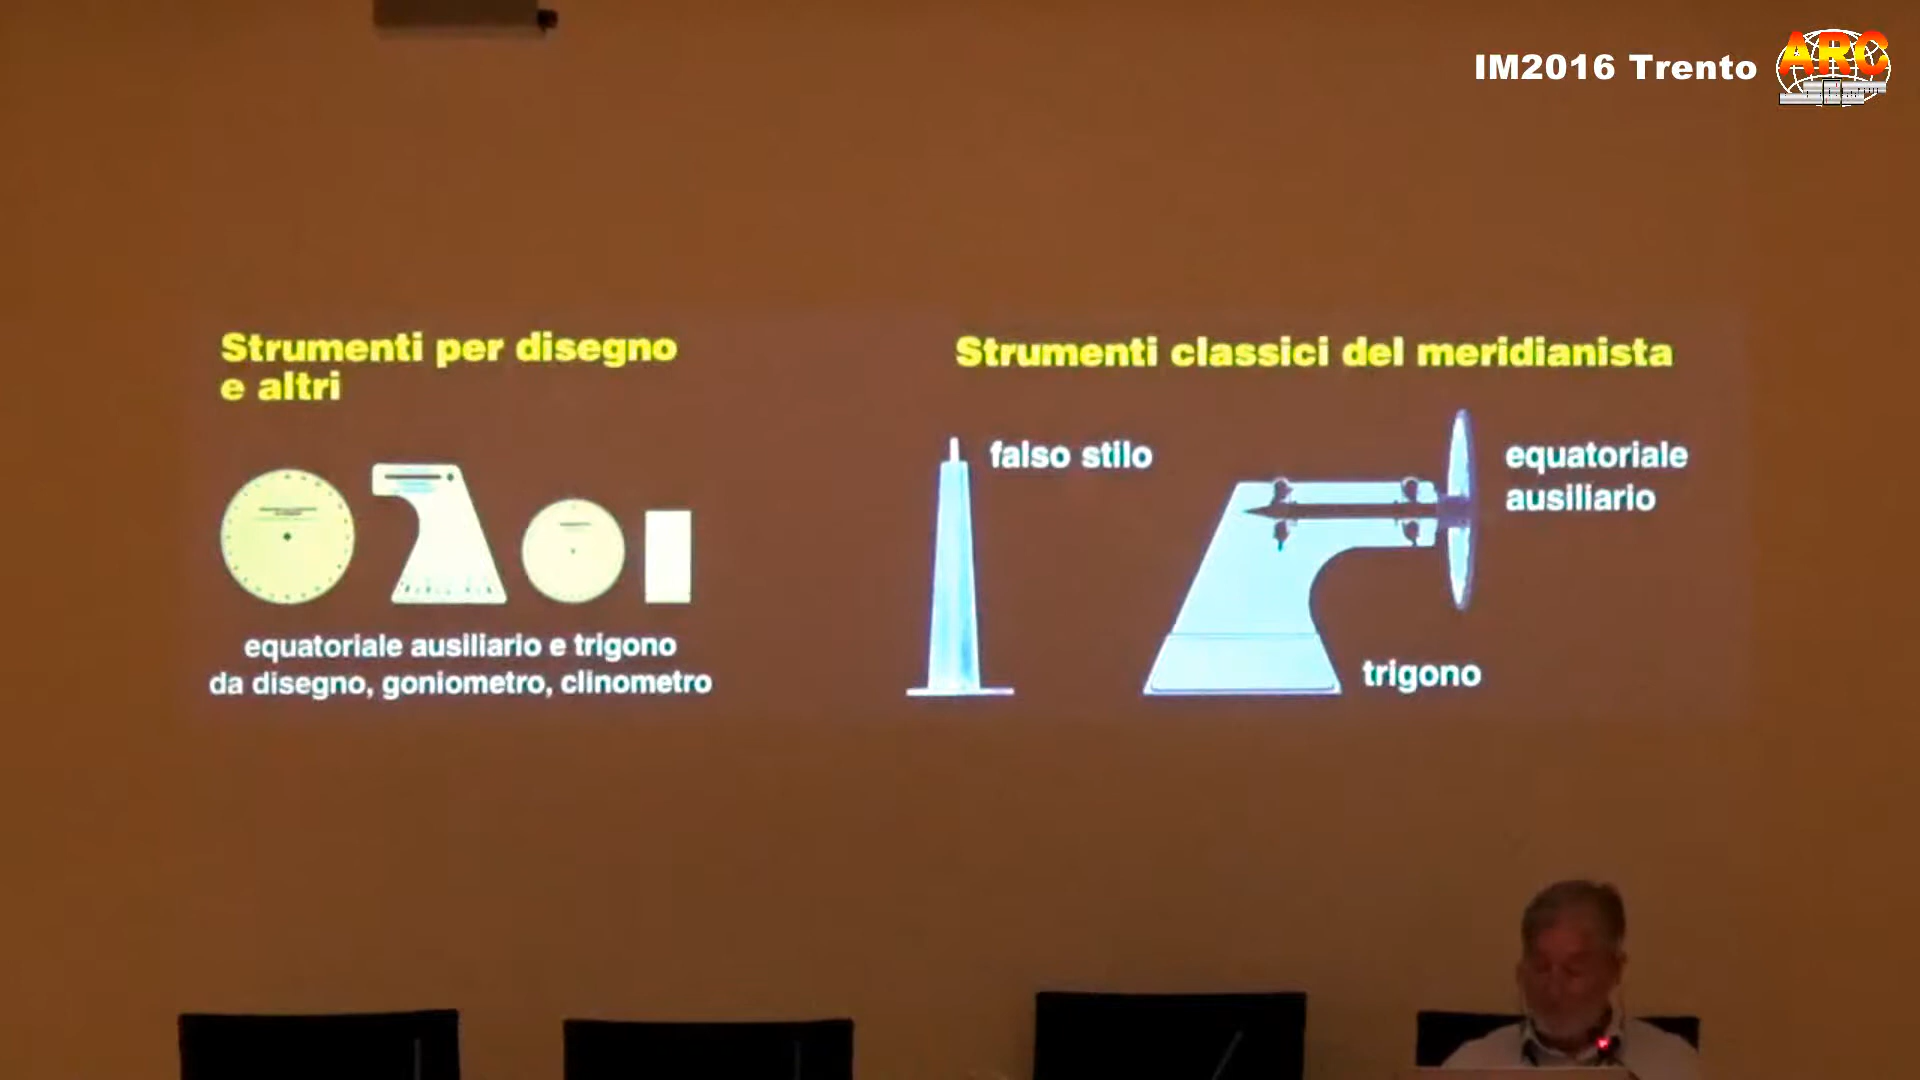 IM2016 Trento
ARC
Strumenti per disegno
e altri
equatoriale ausiliario e trigono
da disegno, goniometro, clinometro
Strumenti classici del meridianista
falso stilo
equatoriale
ausiliario
trigono